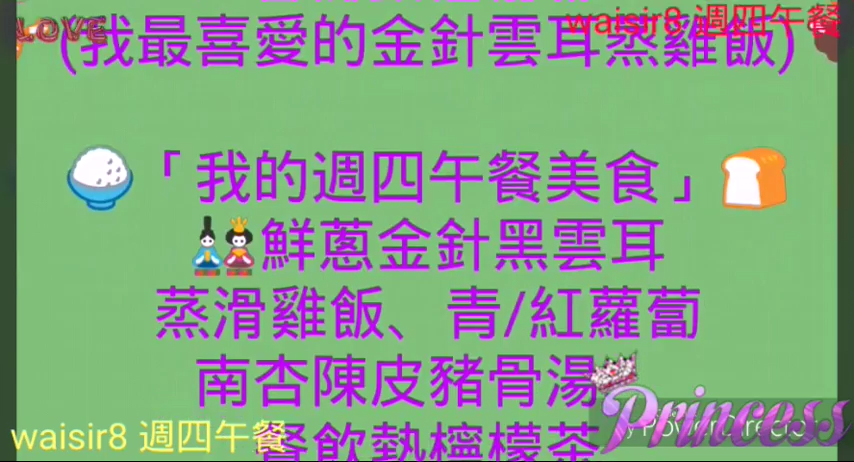 LOVE
waisir8 週四午餐
(我最喜愛的金針雲耳蒸雞飯)
「我的週四午餐美食」
鮮蔥金針黑雲耳
蒸滑雞飯、青/紅蘿蔔
南杏陳皮豬骨湯
餐飲熱檸檬茶
waisir8 週四午餐
Princess
by PowerDirector